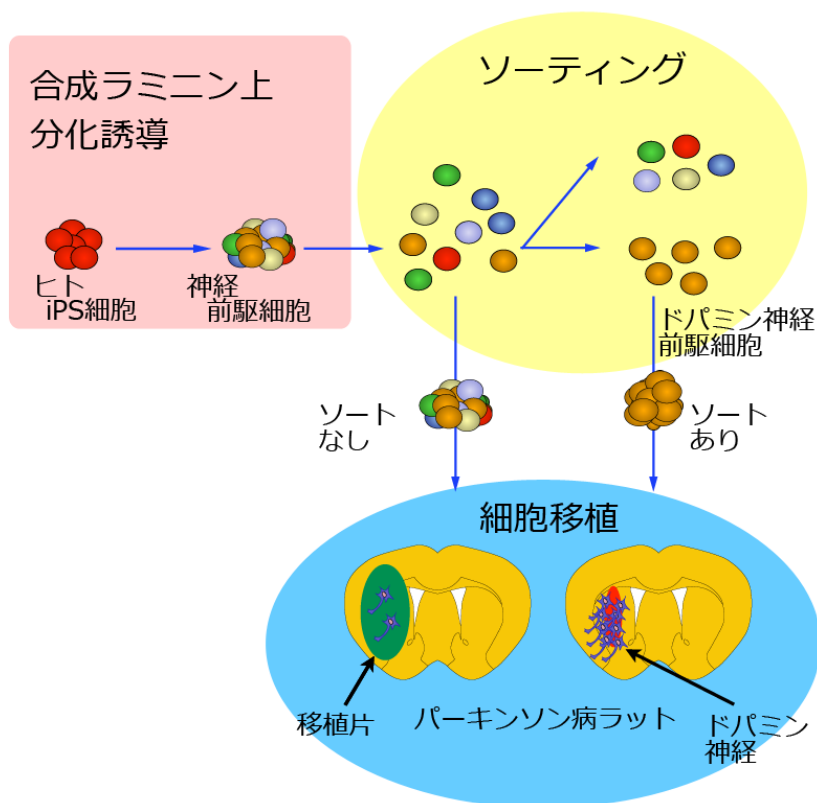 合成ラミニン上
分化誘導
ソーティング
ヒト
iPS細胞
神経
前駆細胞
ドパミン神経
前駆細胞
ソート
なし
ソート
あり
細胞移植
移植片
パーキンソン病ラット
ドパミン
神経